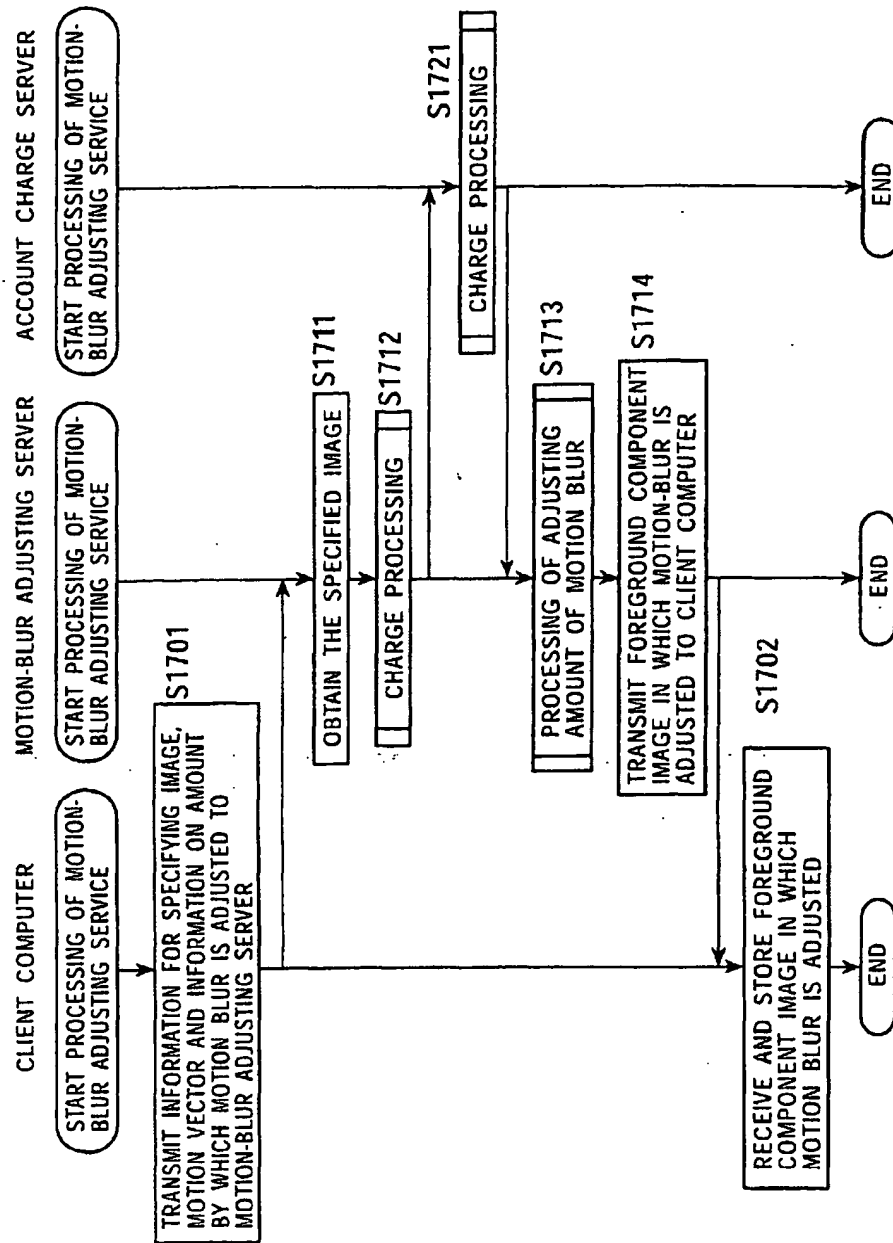 CLIENT COMPUTER
START PROCESSING OF MOTION-
BLUR ADJUSTING SERVICE
S1701
TRANSMIT INFORMATION FOR SPECIFYING IMAGE,
MOTION VECTOR AND INFORMATION ON AMOUNT
BY WHICH MOTION BLUR IS ADJUSTED TO
MOTION-BLUR ADJUSTING SERVER
S1702
RECEIVE AND STORE FOREGROUND
COMPONENT IMAGE IN WHICH
MOTION BLUR IS ADJUSTED
END
MOTION-BLUR ADJUSTING SERVER
START PROCESSING OF MOTION-
BLUR ADJUSTING SERVICE
S1711
OBTAIN THE SPECIFIED IMAGE
S1712
CHARGE PROCESSING
S1713
PROCESSING OF ADJUSTING
AMOUNT OF MOTION BLUR
S1714
TRANSMIT FOREGROUND COMPONENT
IMAGE IN WHICH MOTION-BLUR IS
ADJUSTED TO CLIENT COMPUTER
END
ACCOUNT CHARGE SERVER
START PROCESSING OF MOTION-
BLUR ADJUSTING SERVICE
S1721
CHARGE PROCESSING
END